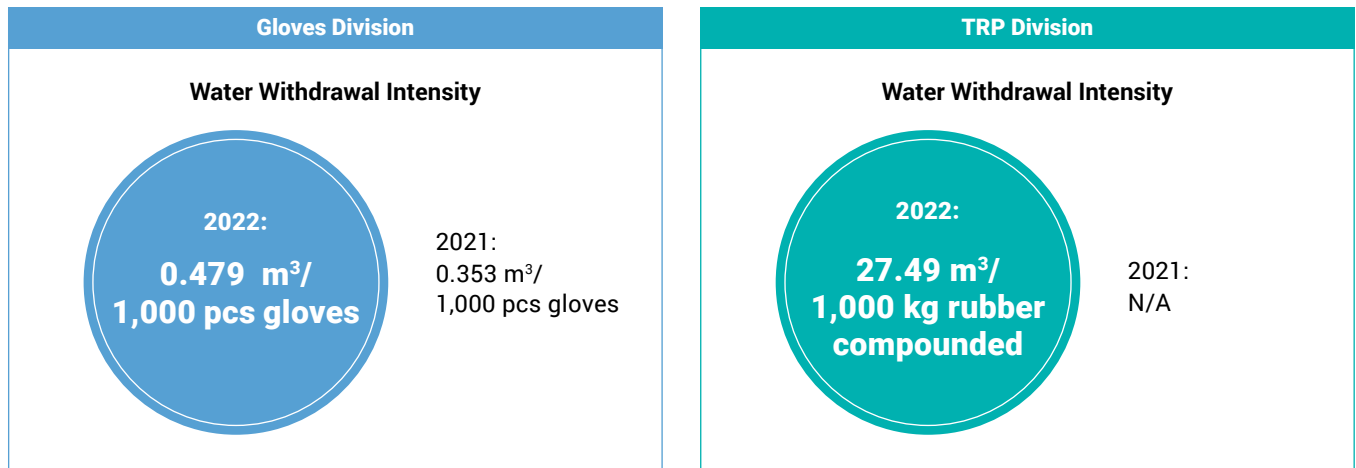 Gloves Division
Water Withdrawal Intensity
2022:
0.479 m³/
1,000 pcs gloves
2021:
0.353 m³/
1,000 pcs gloves
TRP Division
Water Withdrawal Intensity
2022:
27.49 m³/
1,000 kg rubber
compounded
2021:
N/A